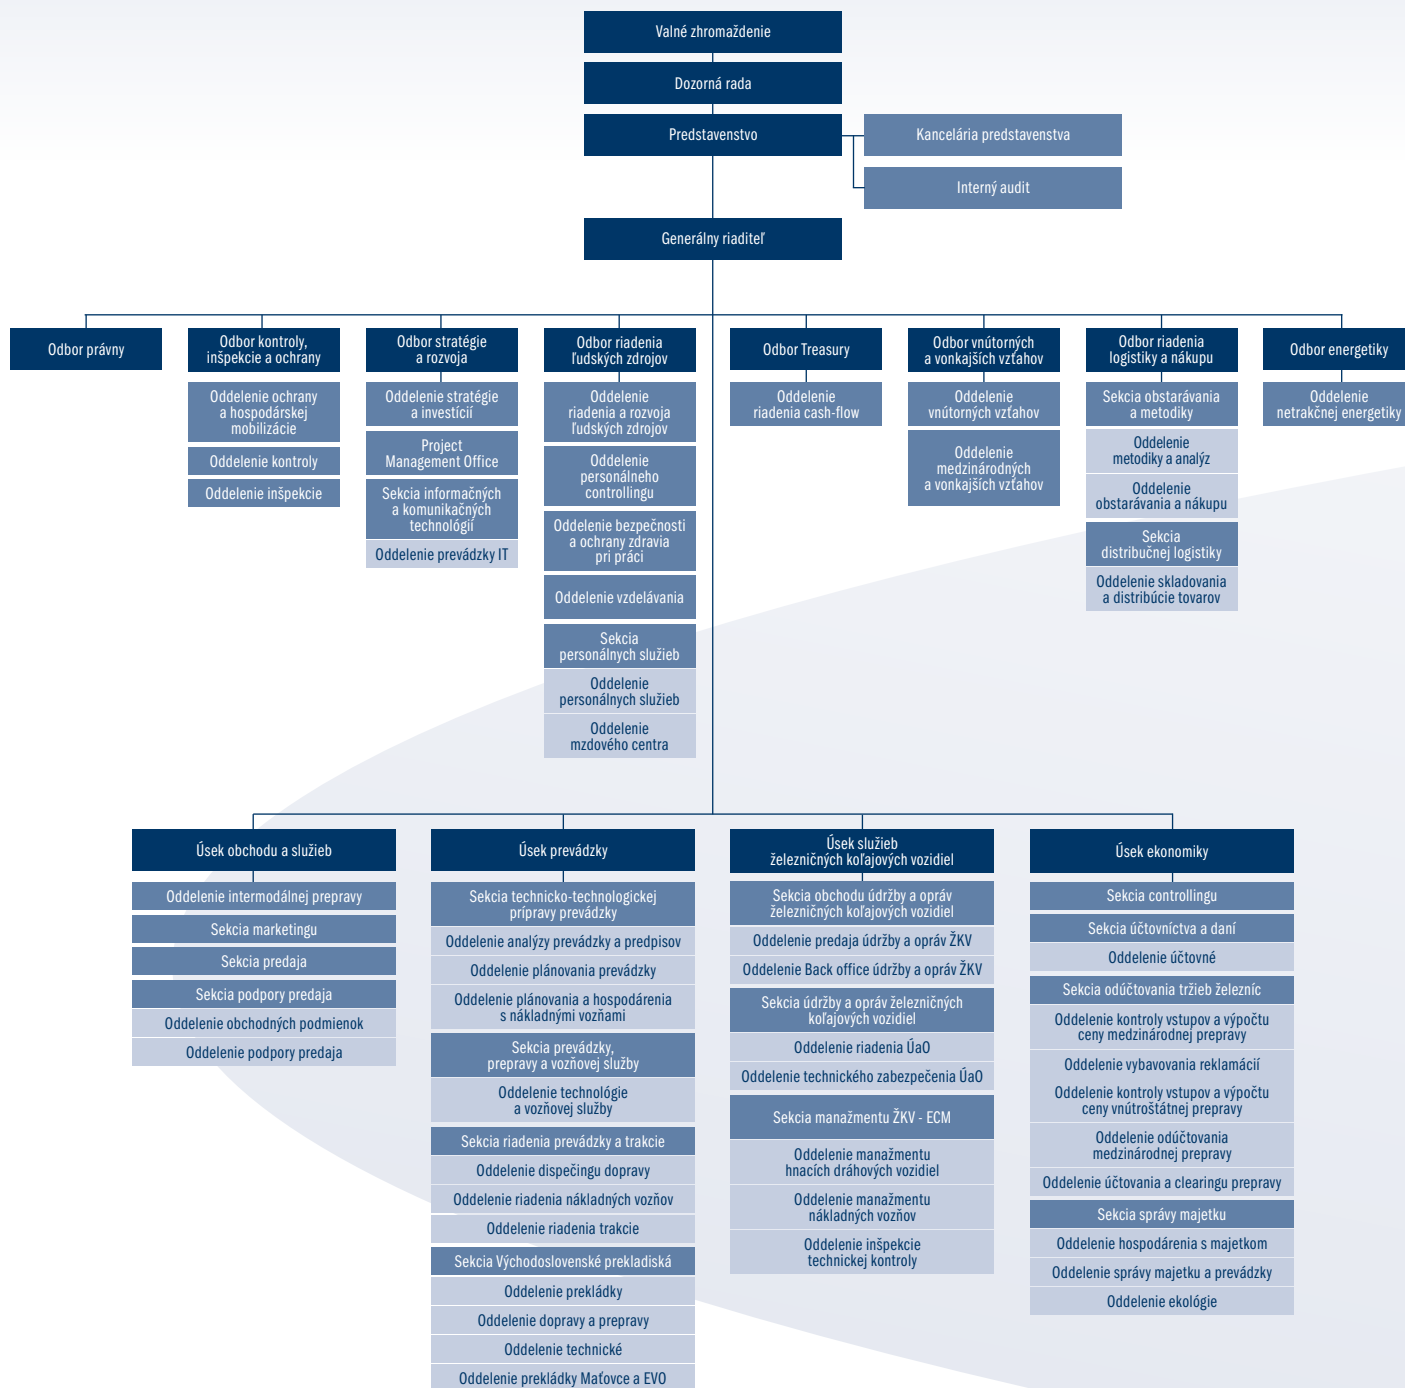 Valné zhromaždenie
Dozorná rada
Predstavenstvo
Kancelária predstavenstva
Interný audit
Generálny riaditeľ
Odbor právny
Odbor kontroly,
inšpekcie a ochrany
Oddelenie ochrany
a hospodárskej
mobilizácie
Oddelenie kontroly
Oddelenie inšpekcie
Odbor stratégie
a rozvoja
Oddelenie stratégie
a investícií
Project
Management Office
Sekcia informačných
a komunikačných
technológií
Oddelenie prevádzky IT
Odbor riadenia
ľudských zdrojov
Oddelenie
riadenia a rozvoja
ľudských zdrojov
Oddelenie
personálneho
controllingu
Oddelenie bezpečnosti
a ochrany zdravia
pri práci
Oddelenie vzdelávania
Sekcia
personálnych služieb
Oddelenie
personálnych služieb
Oddelenie
mzdového centra
Odbor Treasury
Oddelenie
riadenia cash-flow
Odbor vnútorných
a vonkajších vzťahov
Oddelenie
vnútorných vzťahov
Oddelenie
medzinárodných
a vonkajších vzťahov
Odbor riadenia
logistiky a nákupu
Sekcia obstarávania
a metodiky
Oddelenie
metodiky a analýz
Oddelenie
obstarávania a nákupu
Sekcia
distribučnej logistiky
Oddelenie skladovania
a distribúcie tovarov
Odbor energetiky
Oddelenie
netrakčnej energetiky
Úsek obchodu a služieb
Oddelenie intermodálnej prepravy
Sekcia marketingu
Sekcia predaja
Sekcia podpory predaja
Oddelenie obchodných podmienok
Oddelenie podpory predaja
Úsek prevádzky
Sekcia technicko-technologickej
prípravy prevádzky
Oddelenie analýzy prevádzky a predpisov
Oddelenie plánovania prevádzky
Oddelenie plánovania a hospodárenia
s nákladnými vozňami
Sekcia prevádzky,
prepravy a vozňovej služby
Oddelenie technológie
a vozňovej služby
Sekcia riadenia prevádzky a trakcie
Oddelenie dispečingu dopravy
Oddelenie riadenia nákladných vozňov
Oddelenie riadenia trakcie
Sekcia Východoslovenské prekladiská
Oddelenie prekládky
Oddelenie dopravy a prepravy
Oddelenie technické
Oddelenie prekládky Maťovce a EVO
Úsek služieb
železničných koľajových vozidiel
Sekcia obchodu údržby a opráv
železničných koľajových vozidiel
Oddelenie predaja údržby a opráv ŽKV
Oddelenie Back office údržby a opráv ŽKV
Sekcia údržby a opráv železničných
koľajových vozidiel
Oddelenie riadenia ÚaO
Oddelenie technického zabezpečenia ÚaO
Sekcia manažmentu ŽKV - ECM
Oddelenie manažmentu
hnacích dráhových vozidiel
Oddelenie manažmentu
nákladných vozňov
Oddelenie inšpekcie
technickej kontroly
Úsek ekonomiky
Sekcia controllingu
Sekcia účtovníctva a daní
Oddelenie účtovné
Sekcia odúčtovania tržieb železníc
Oddelenie kontroly vstupov a výpočtu
ceny medzinárodnej prepravy
Oddelenie vybavovania reklamácií
Oddelenie kontroly vstupov a výpočtu
ceny vnútroštátnej prepravy
Oddelenie odúčtovania
medzinárodnej prepravy
Oddelenie účtovania a clearingu prepravy
Sekcia správy majetku
Oddelenie hospodárenia s majetkom
Oddelenie správy majetku a prevádzky
Oddelenie ekológie